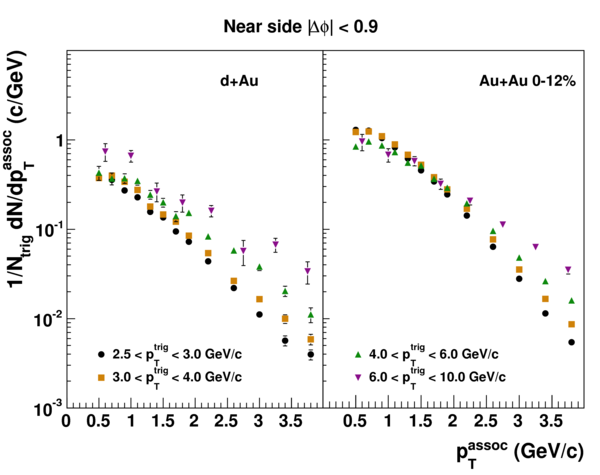 Near side |Δϕ| < 0.9
1/N_trig dN/dp_T^assoc (c/GeV)
d+Au
Au+Au 0-12%
1
10^-1
10^-2
10^-3
2.5 < p_T^trig < 3.0 GeV/c
3.0 < p_T^trig < 4.0 GeV/c
4.0 < p_T^trig < 6.0 GeV/c
6.0 < p_T^trig < 10.0 GeV/c
0 0.5 1 1.5 2 2.5 3 3.5 0.5 1 1.5 2 2.5 3 3.5
p_T^assoc (GeV/c)